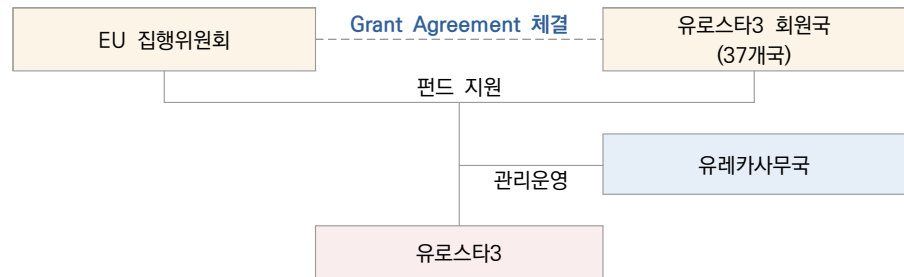 EU 집행위원회
Grant Agreement 체결
유로스타3 회원국
(37개국)
펀드 지원
유레카사무국
관리운영
유로스타3